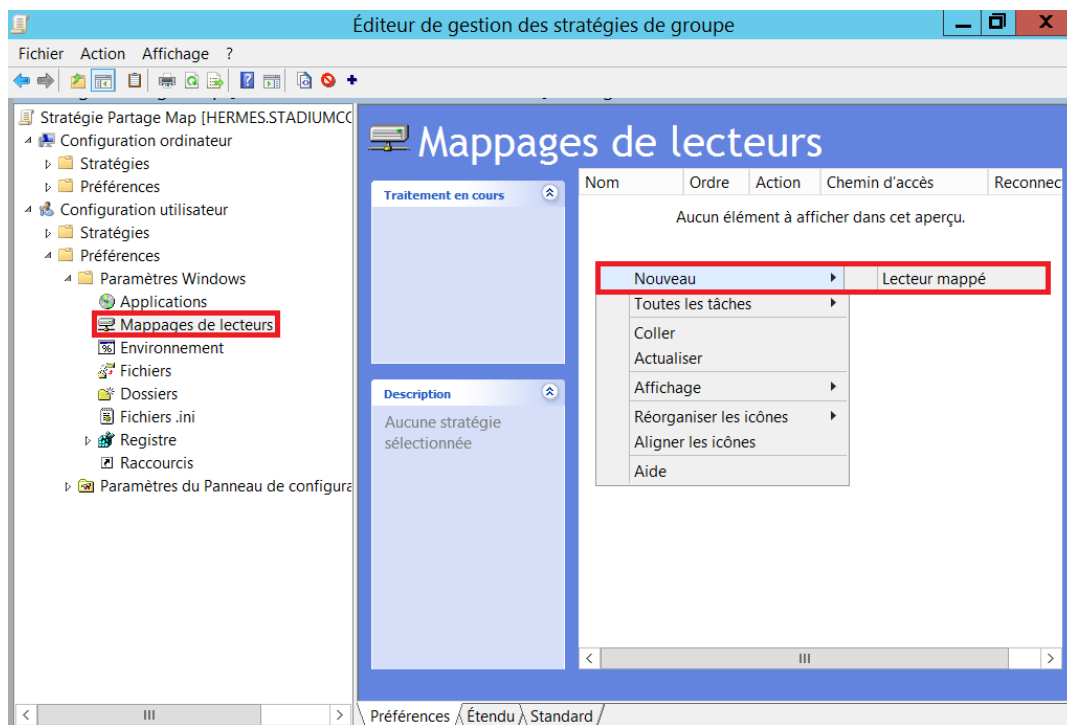 Éditeur de gestion des stratégies de groupe
Fichier Action Affichage ?
Stratégie Partage Map [HERMES.STADIUMCC
Configuration ordinateur
Stratégies
Préférences
Configuration utilisateur
Stratégies
Préférences
Paramètres Windows
Applications
Mappages de lecteurs
Environnement
Fichiers
Dossiers
Fichiers .ini
Registre
Raccourcis
Paramètres du Panneau de configura
Mappages de lecteurs
Traitement en cours
Description
Aucune stratégie
sélectionnée
Nom Ordre Action Chemin d'accès Reconnec
Aucun élément à afficher dans cet aperçu.
Nouveau
Lecteur mappé
Toutes les tâches
Coller
Actualiser
Affichage
Réorganiser les icônes
Aligner les icônes
Aide
Préférences Étendu Standard